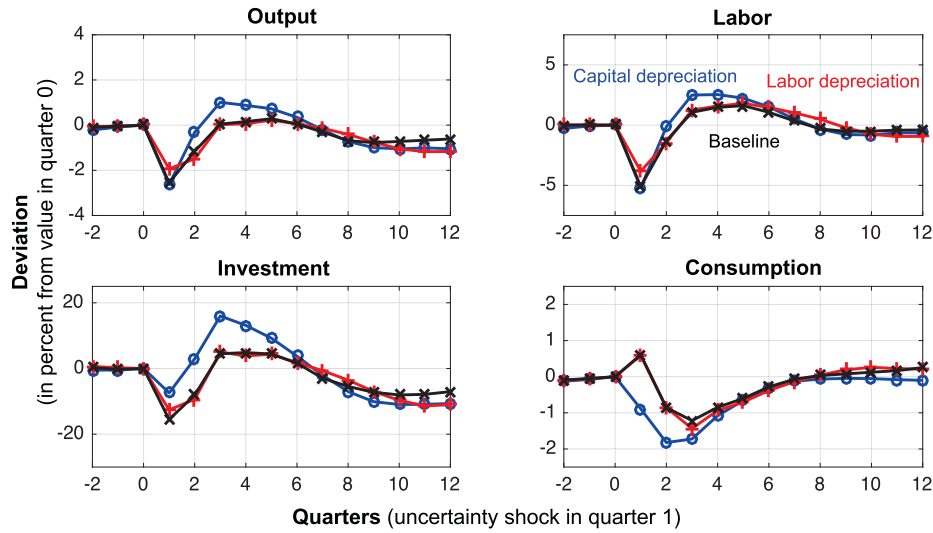 Output
4
2
0
-2
-4
-2 0 2 4 6 8 10 12
Labor
5
0
-5
Capital depreciation
Labor depreciation
Baseline
-2 0 2 4 6 8 10 12
Deviation
(in percent from value in quarter 0)
Investment
20
0
-20
-2 0 2 4 6 8 10 12
Consumption
2
1
0
-1
-2
-2 0 2 4 6 8 10 12
Quarters (uncertainty shock in quarter 1)